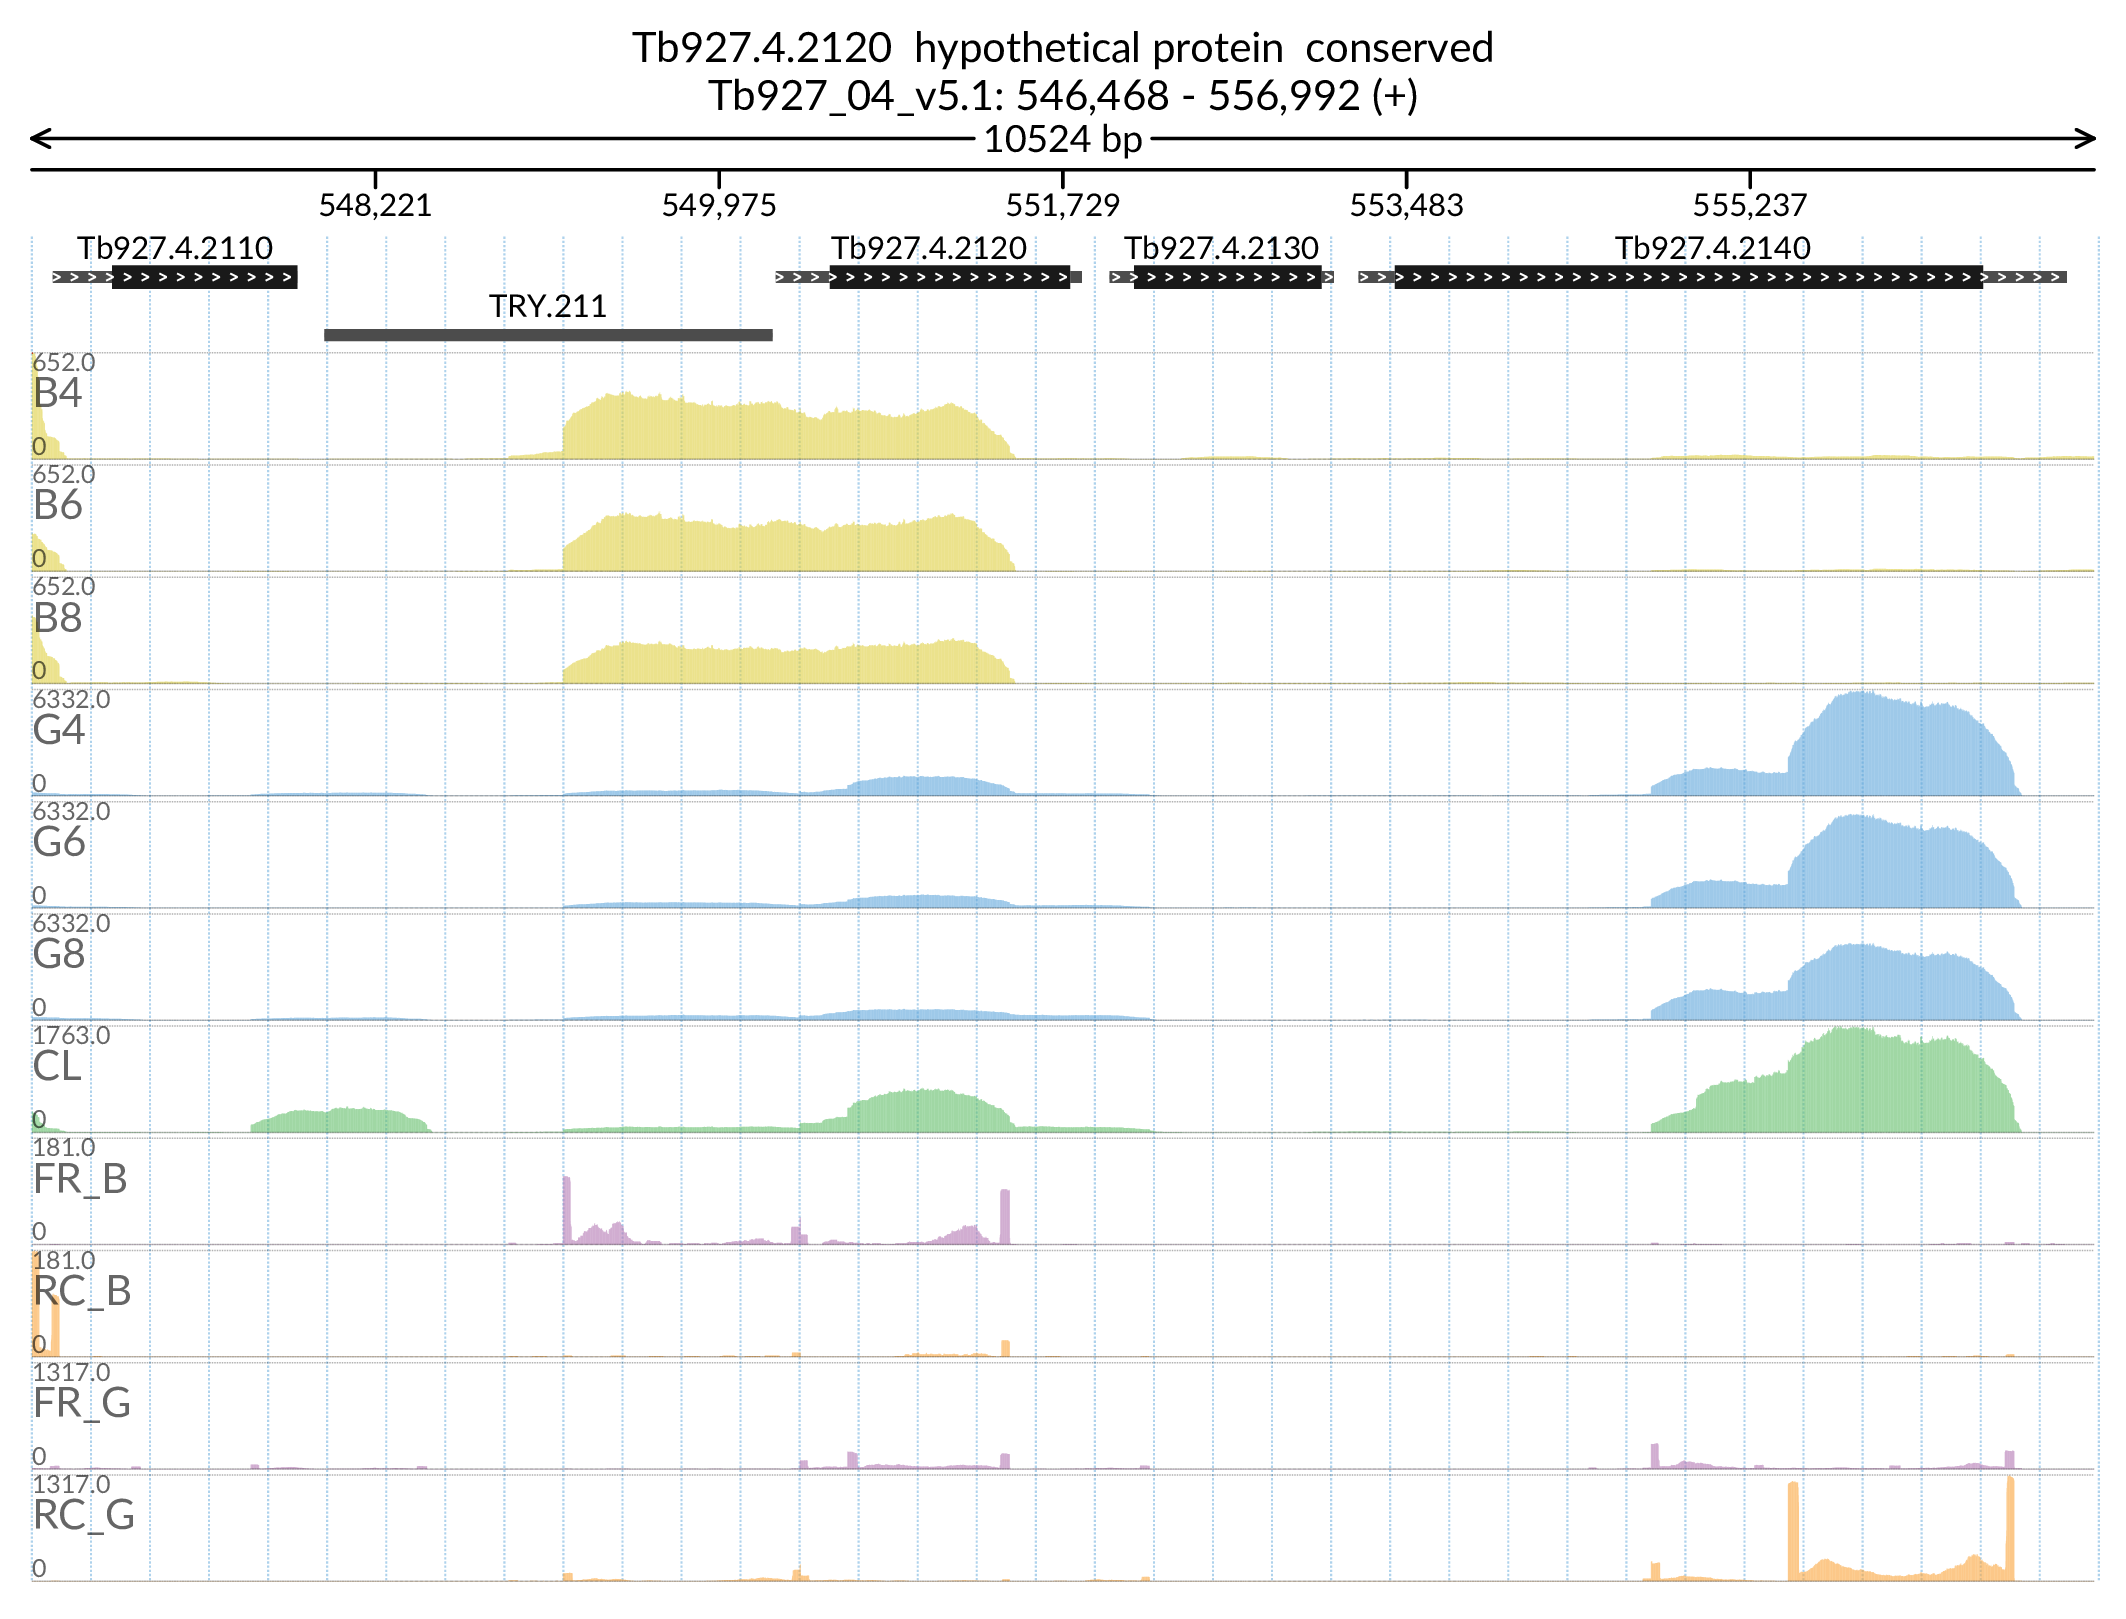 Tb927.4.2120  hypothetical protein  conserved
Tb927_04_v5.1: 546,468 - 556,992 (+)
10524 bp
548,221 549,975 551,729 553,483 555,237
Tb927.4.2110 Tb927.4.2120 Tb927.4.2130 Tb927.4.2140
TRY.211
652.0
B4
0
652.0
B6
0
652.0
B8
0
6332.0
G4
0
6332.0
G6
0
6332.0
G8
0
1763.0
CL
0
181.0
FR_B
0
181.0
RC_B
0
1317.0
FR_G
0
1317.0
RC_G
0